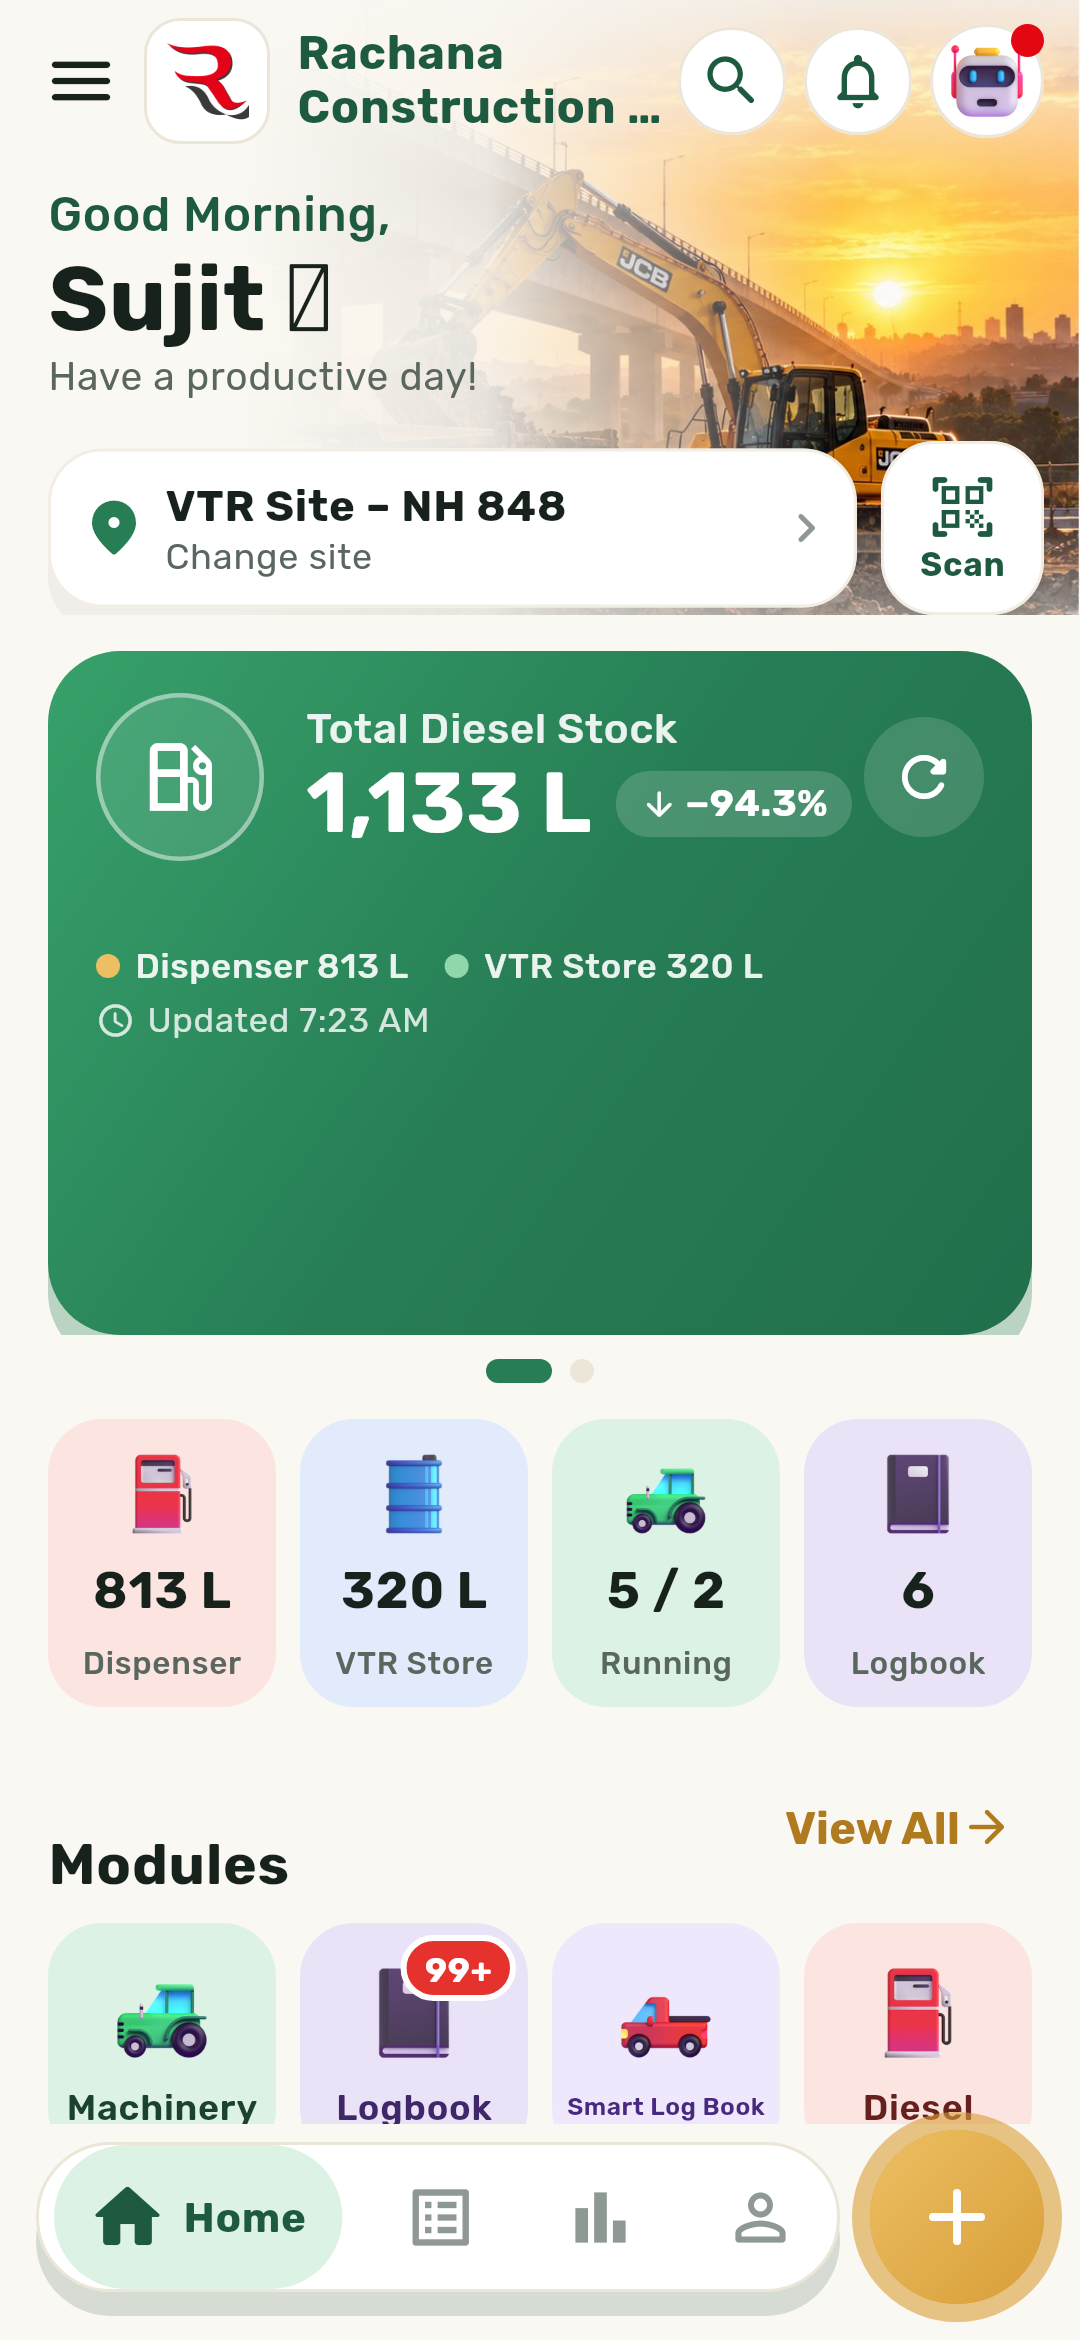 Rachana
Construction ...
Good Morning,
Sujit
Have a productive day!
JCB
VTR Site – NH 848
Change site
Scan
Total Diesel Stock
1,133 L
–94.3%
Dispenser 813 L
VTR Store 320 L
Updated 7:23 AM
813 L
320 L
5 / 2
6
Dispenser
VTR Store
Running
Logbook
View All
Modules
99+
Machinery
Logbook
Smart Log Book
Diesel
Home